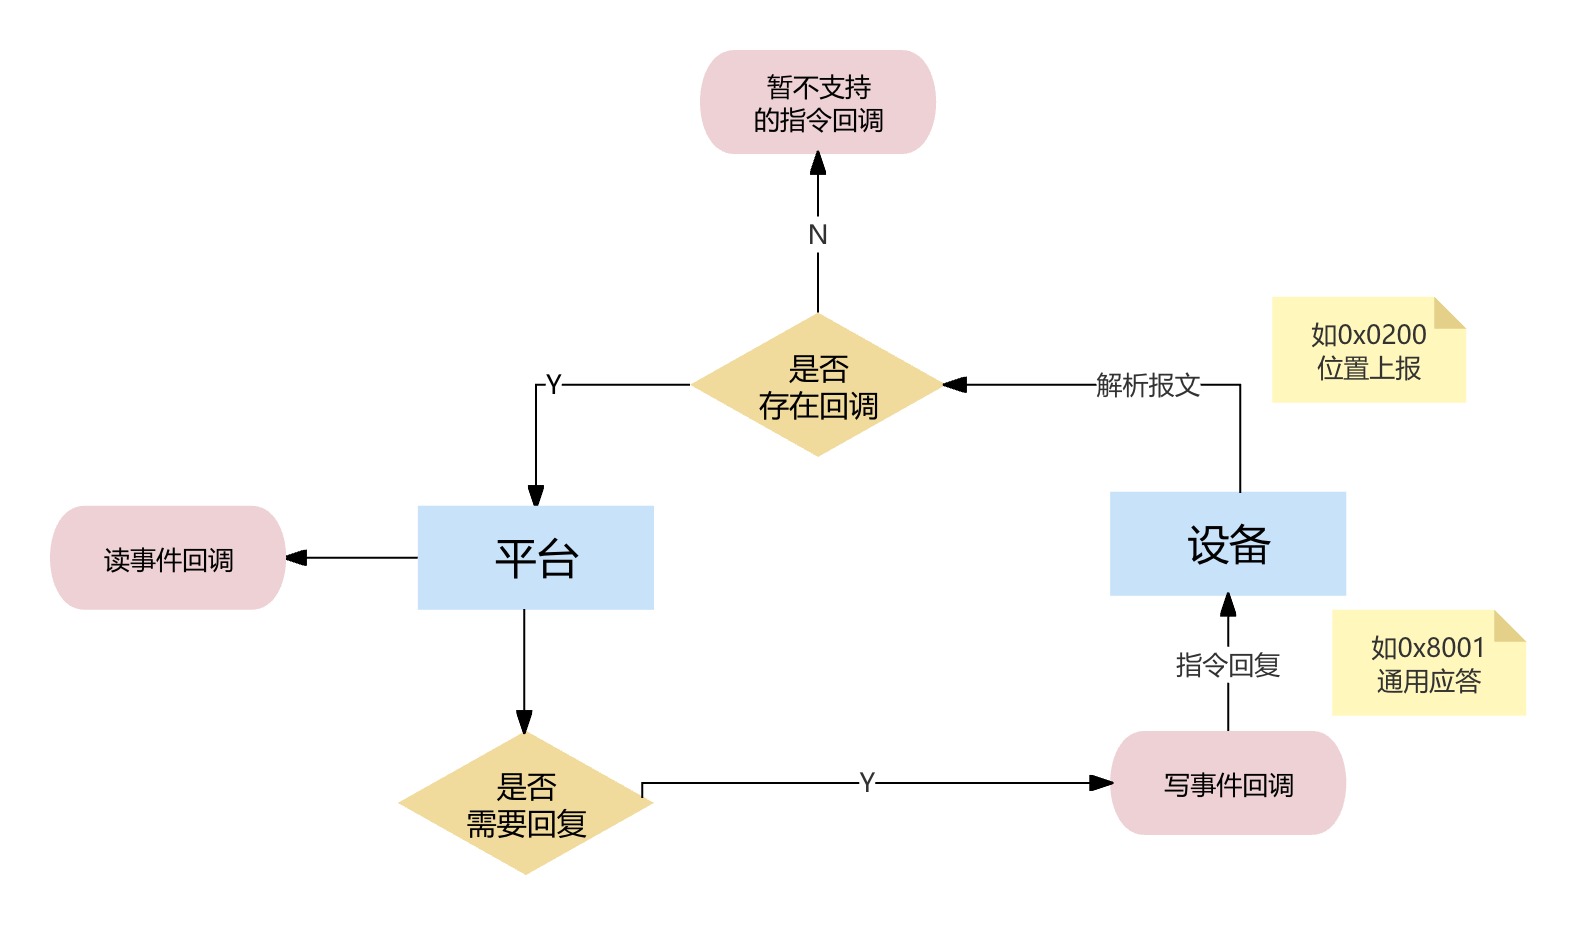 暂不支持
的指令回调
N
如0x0200
位置上报
是否
存在回调
Y
解析报文
读事件回调
平台
设备
如0x8001
通用应答
指令回复
是否
需要回复
Y
写事件回调